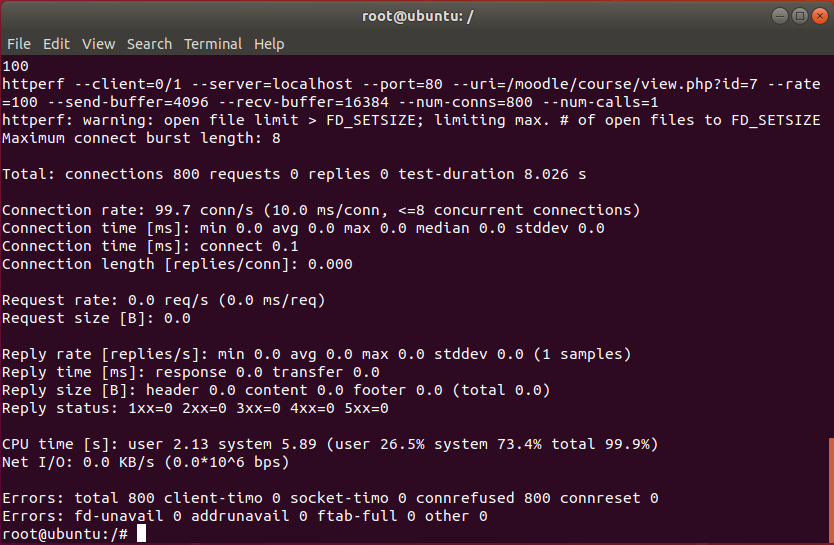 root@ubuntu: /
File Edit View Search Terminal Help
100
httperf --client=0/1 --server=localhost --port=80 --uri=/moodle/course/view.php?id=7 --rate
=100 --send-buffer=4096 --recv-buffer=16384 --num-conns=800 --num-calls=1
httperf: warning: open file limit > FD_SETSIZE; limiting max. # of open files to FD_SETSIZE
Maximum connect burst length: 8
Total: connections 800 requests 0 replies 0 test-duration 8.026 s
Connection rate: 99.7 conn/s (10.0 ms/conn, <=8 concurrent connections)
Connection time [ms]: min 0.0 avg 0.0 max 0.0 median 0.0 stddev 0.0
Connection time [ms]: connect 0.1
Connection length [replies/conn]: 0.000
Request rate: 0.0 req/s (0.0 ms/req)
Request size [B]: 0.0
Reply rate [replies/s]: min 0.0 avg 0.0 max 0.0 stddev 0.0 (1 samples)
Reply time [ms]: response 0.0 transfer 0.0
Reply size [B]: header 0.0 content 0.0 footer 0.0 (total 0.0)
Reply status: 1xx=0 2xx=0 3xx=0 4xx=0 5xx=0
CPU time [s]: user 2.13 system 5.89 (user 26.5% system 73.4% total 99.9%)
Net I/O: 0.0 KB/s (0.0*10^6 bps)
Errors: total 800 client-timo 0 socket-timo 0 connrefused 800 connreset 0
Errors: fd-unavail 0 addrunavail 0 ftab-full 0 other 0
root@ubuntu:/#